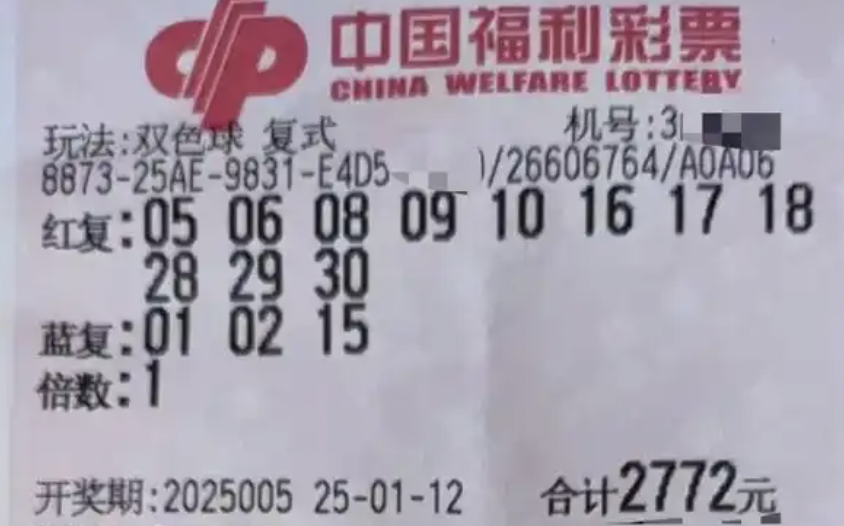 中国福利彩票
CHINA WELFARE LOTTERY
玩法:双色球 复式 机号:3
8873-25AE-9831-E4D5 /26606764/A0A06
红复:05 06 08 09 10 16 17 18
28 29 30
蓝复:01 02 15
倍数:1
开奖期:2025005 25-01-12 合计2772元